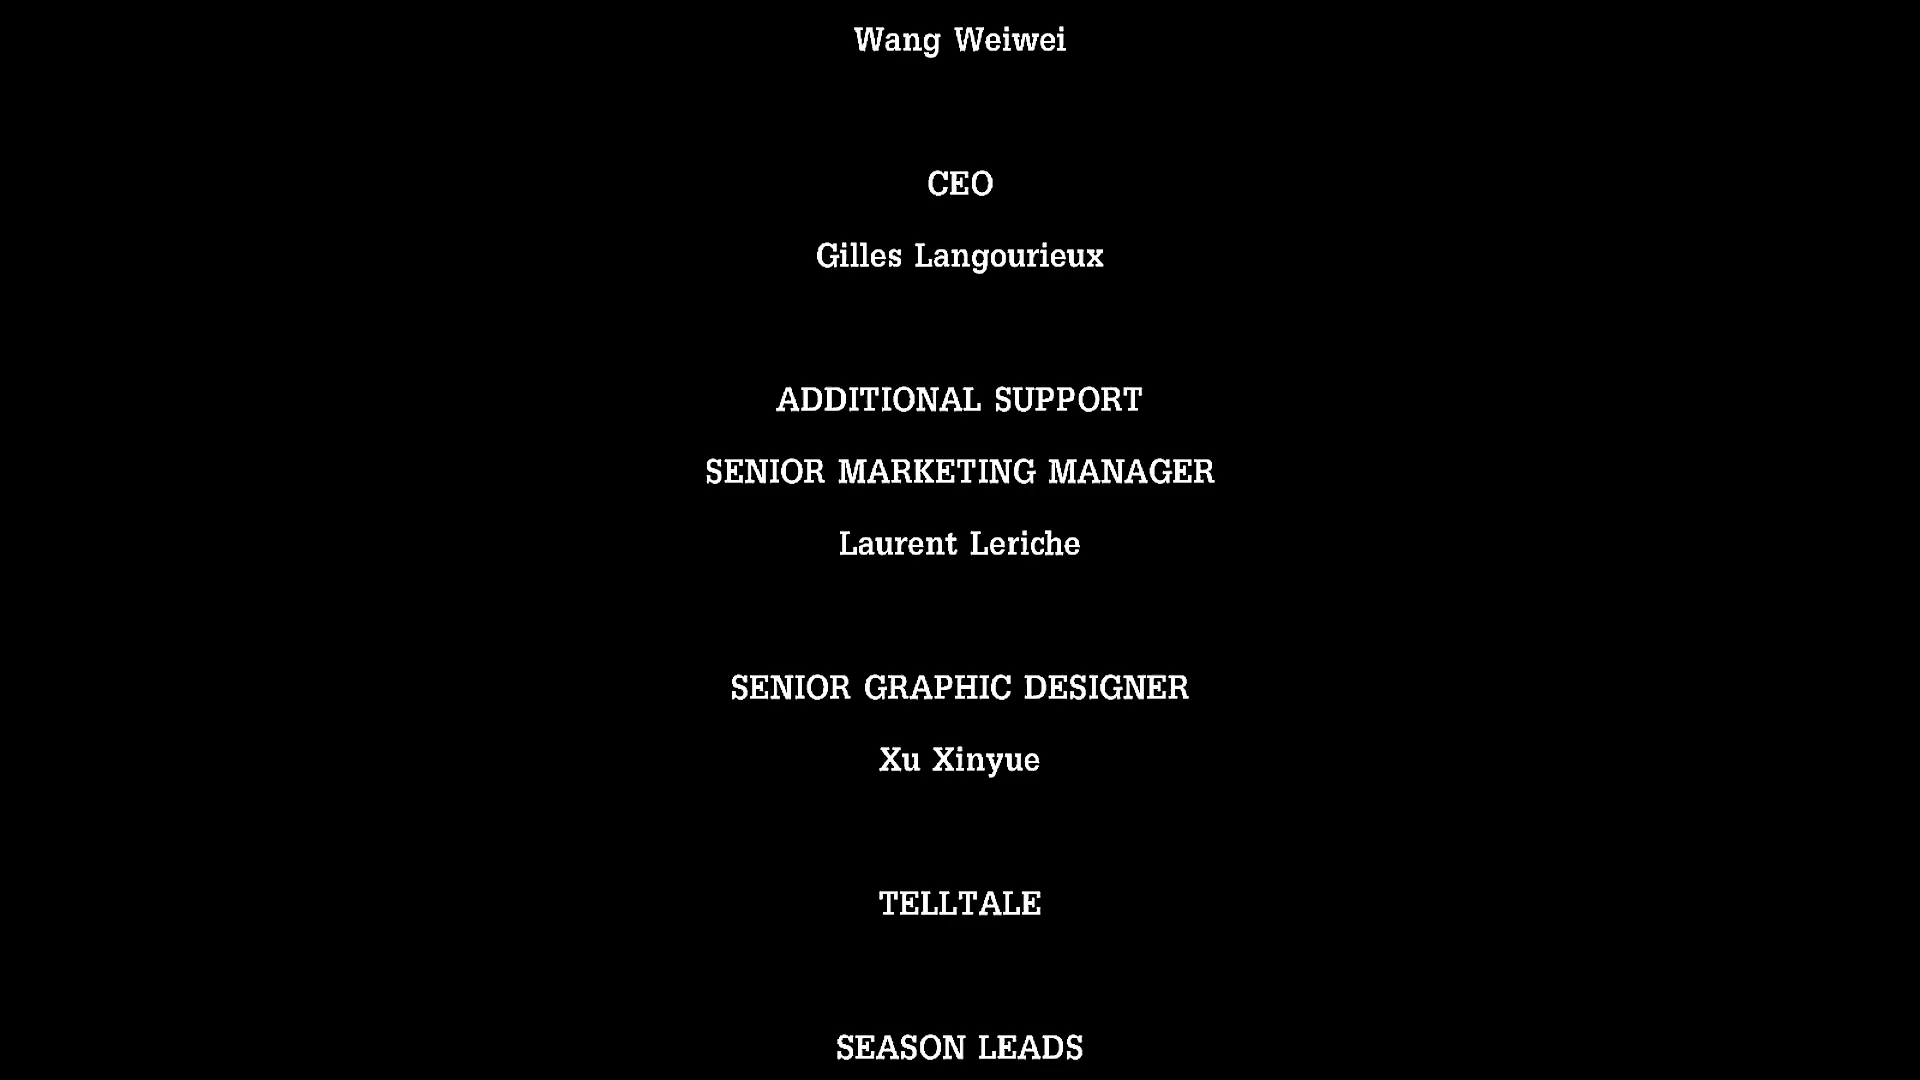 Wang Weiwei
CEO
Gilles Langourieux
ADDITIONAL SUPPORT
SENIOR MARKETING MANAGER
Laurent Leriche
SENIOR GRAPHIC DESIGNER
Xu Xinyue
TELLTALE
SEASON LEADS